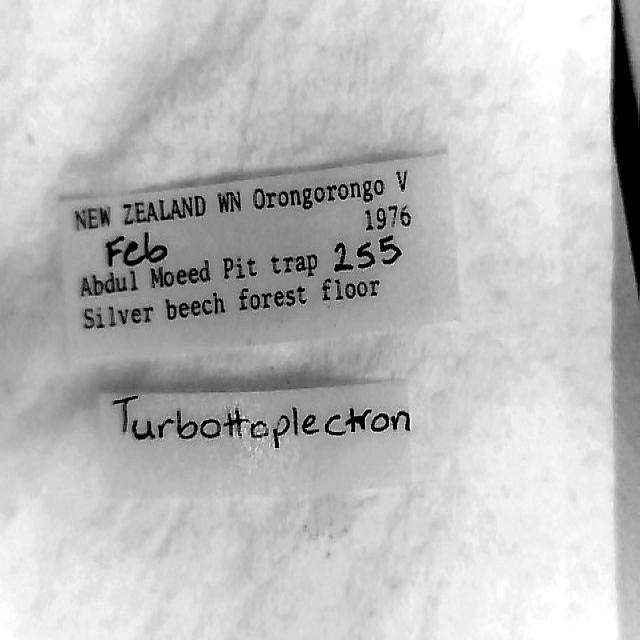 NEW ZEALAND WN Orongorongo V
1976
Feb
Abdul Moeed Pit trap 255
Silver beech forest floor
Turbottoplectron